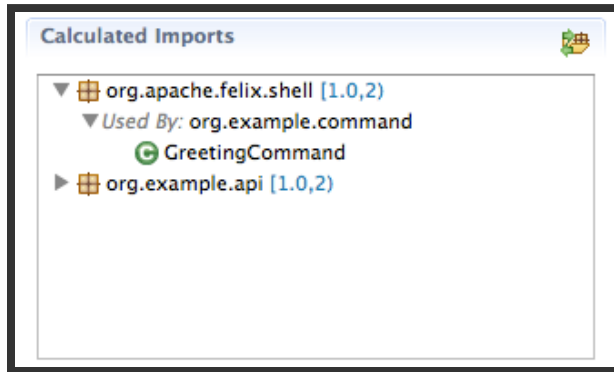 Calculated Imports
org.apache.felix.shell [1.0,2)
Used By: org.example.command
GreetingCommand
org.example.api [1.0,2)